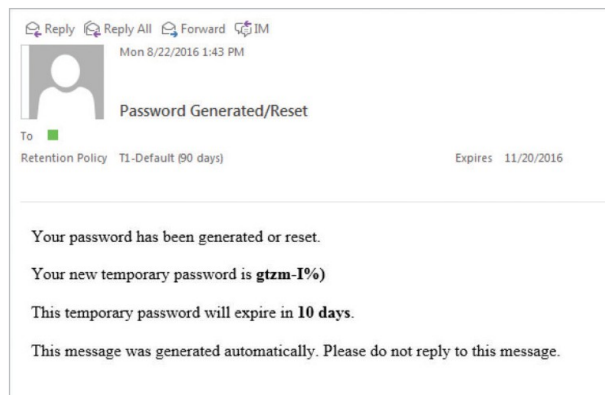 Reply Reply All Forward IM
Mon 8/22/2016 1:43 PM
Password Generated/Reset
To
Retention Policy T1-Default (90 days) Expires 11/20/2016
Your password has been generated or reset.
Your new temporary password is gtzm-I%)
This temporary password will expire in 10 days.
This message was generated automatically. Please do not reply to this message.